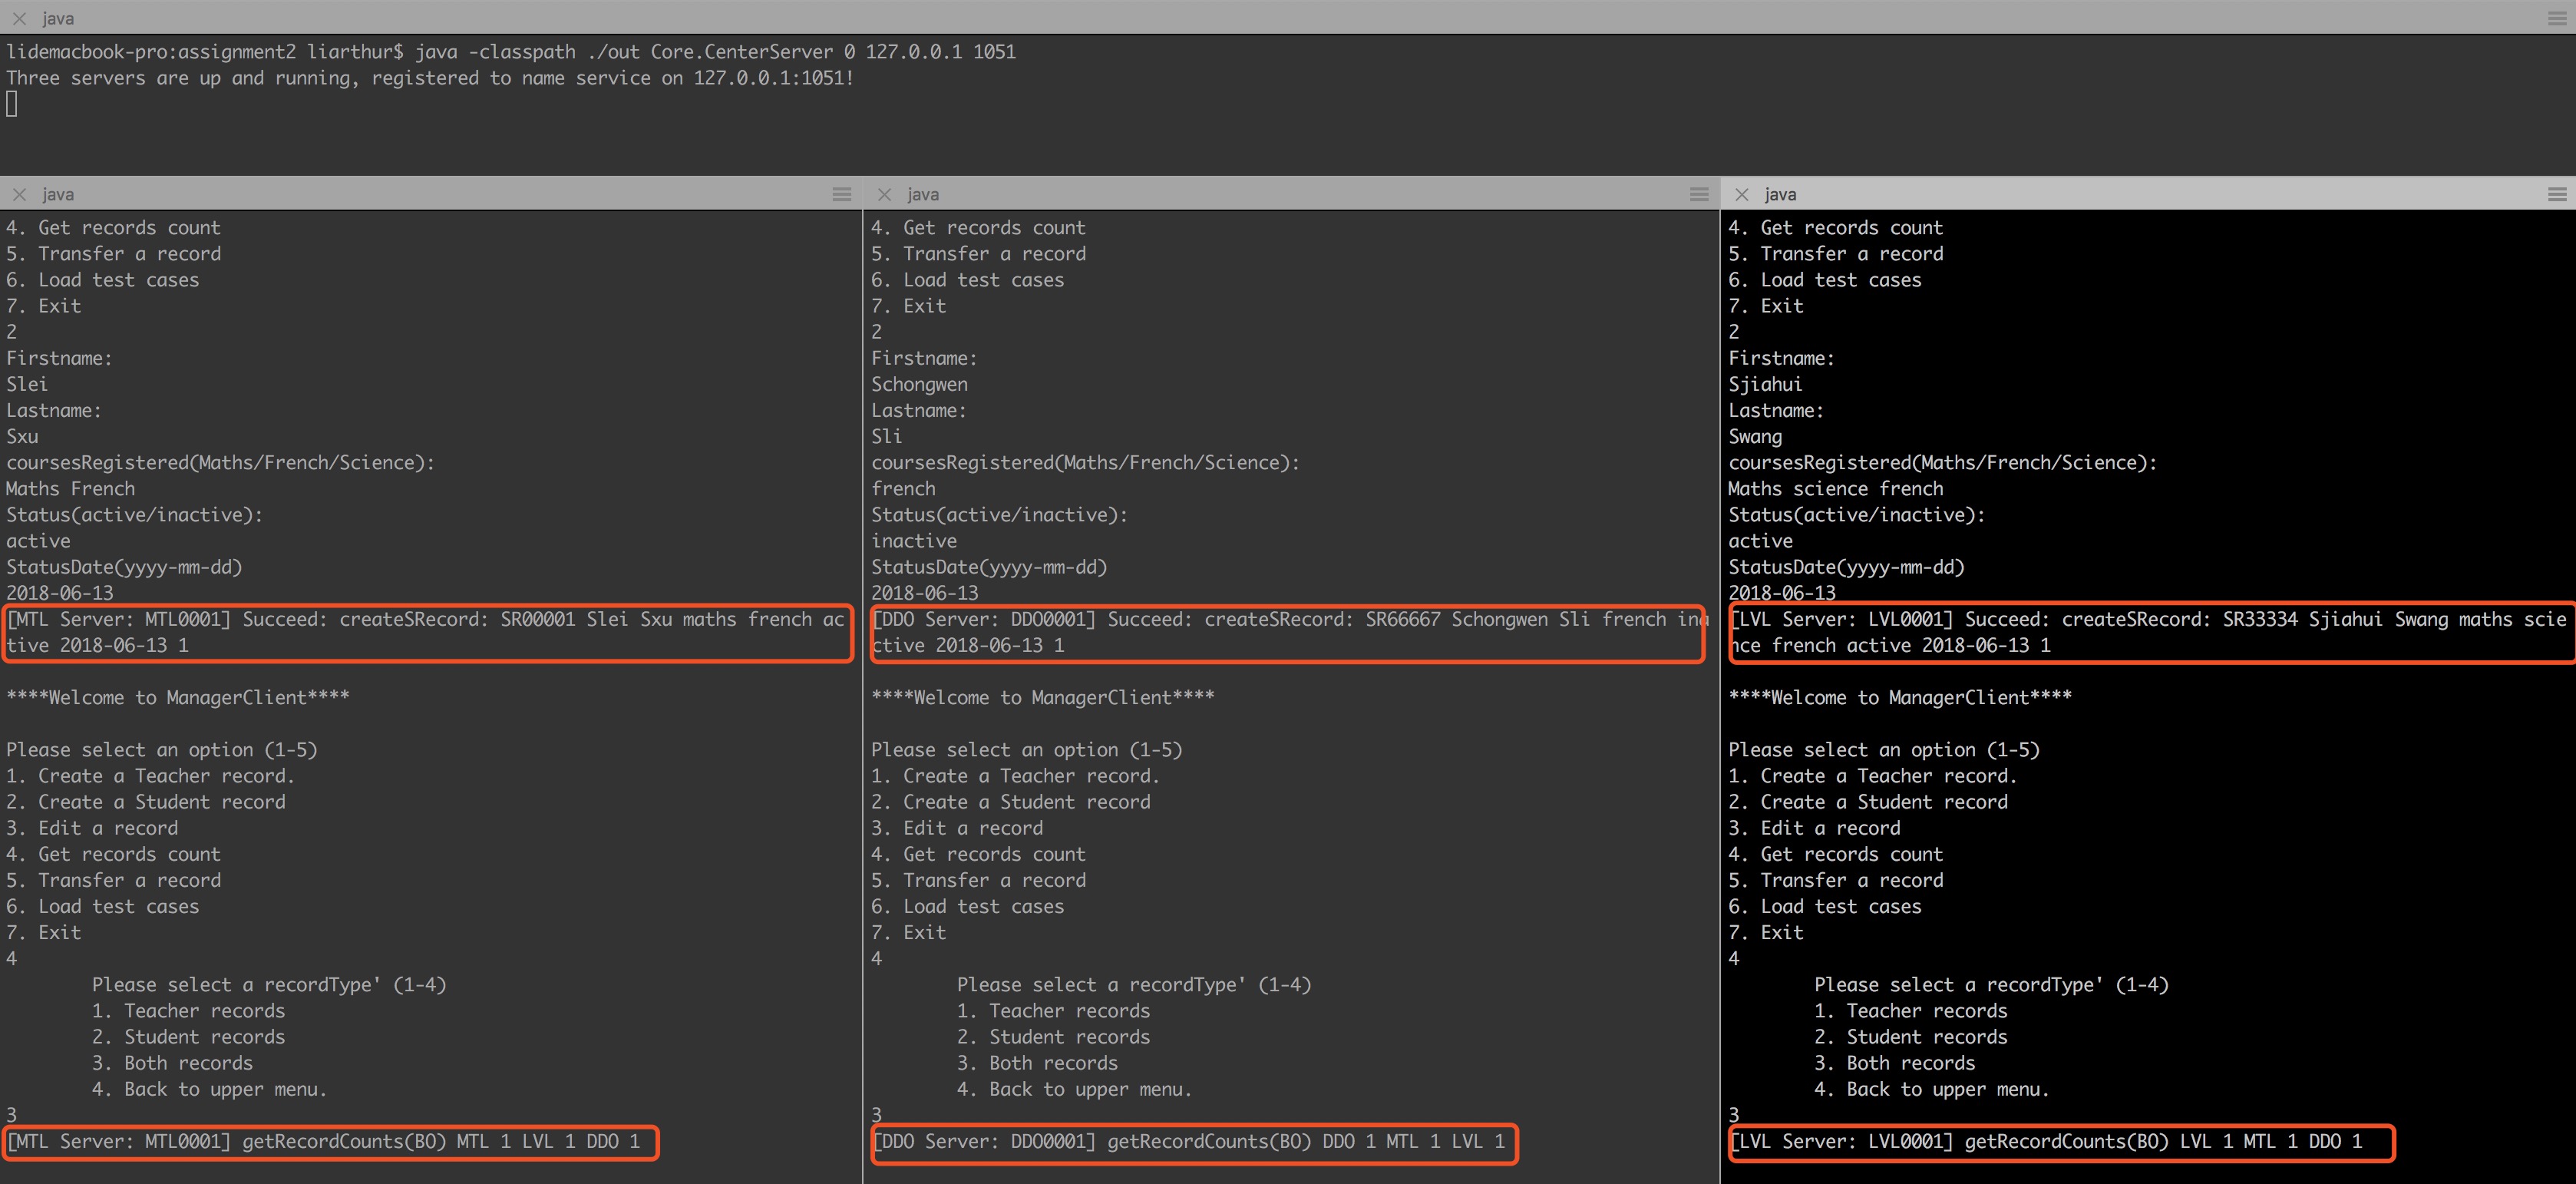 java
lidemacbook-pro:assignment2 liarthur$ java -classpath ./out Core.CenterServer 0 127.0.0.1 1051
Three servers are up and running, registered to name service on 127.0.0.1:1051!
java
4. Get records count
5. Transfer a record
6. Load test cases
7. Exit
2
Firstname:
Slei
Lastname:
Sxu
coursesRegistered(Maths/French/Science):
Maths French
Status(active/inactive):
active
StatusDate(yyyy-mm-dd)
2018-06-13
[MTL Server: MTL0001] Succeed: createSRecord: SR00001 Slei Sxu maths french ac
tive 2018-06-13 1
****Welcome to ManagerClient****
Please select an option (1-5)
1. Create a Teacher record.
2. Create a Student record
3. Edit a record
4. Get records count
5. Transfer a record
6. Load test cases
7. Exit
4
Please select a recordType' (1-4)
1. Teacher records
2. Student records
3. Both records
4. Back to upper menu.
3
[MTL Server: MTL0001] getRecordCounts(BO) MTL 1 LVL 1 DDO 1
java
4. Get records count
5. Transfer a record
6. Load test cases
7. Exit
2
Firstname:
Schongwen
Lastname:
Sli
coursesRegistered(Maths/French/Science):
french
Status(active/inactive):
inactive
StatusDate(yyyy-mm-dd)
2018-06-13
[DDO Server: DDO0001] Succeed: createSRecord: SR66667 Schongwen Sli french ina
ctive 2018-06-13 1
****Welcome to ManagerClient****
Please select an option (1-5)
1. Create a Teacher record.
2. Create a Student record
3. Edit a record
4. Get records count
5. Transfer a record
6. Load test cases
7. Exit
4
Please select a recordType' (1-4)
1. Teacher records
2. Student records
3. Both records
4. Back to upper menu.
3
[DDO Server: DDO0001] getRecordCounts(BO) DDO 1 MTL 1 LVL 1
java
4. Get records count
5. Transfer a record
6. Load test cases
7. Exit
2
Firstname:
Sjiahui
Lastname:
Swang
coursesRegistered(Maths/French/Science):
Maths science french
Status(active/inactive):
active
StatusDate(yyyy-mm-dd)
2018-06-13
[LVL Server: LVL0001] Succeed: createSRecord: SR33334 Sjiahui Swang maths scie
nce french active 2018-06-13 1
****Welcome to ManagerClient****
Please select an option (1-5)
1. Create a Teacher record.
2. Create a Student record
3. Edit a record
4. Get records count
5. Transfer a record
6. Load test cases
7. Exit
4
Please select a recordType' (1-4)
1. Teacher records
2. Student records
3. Both records
4. Back to upper menu.
3
[LVL Server: LVL0001] getRecordCounts(BO) LVL 1 MTL 1 DDO 1